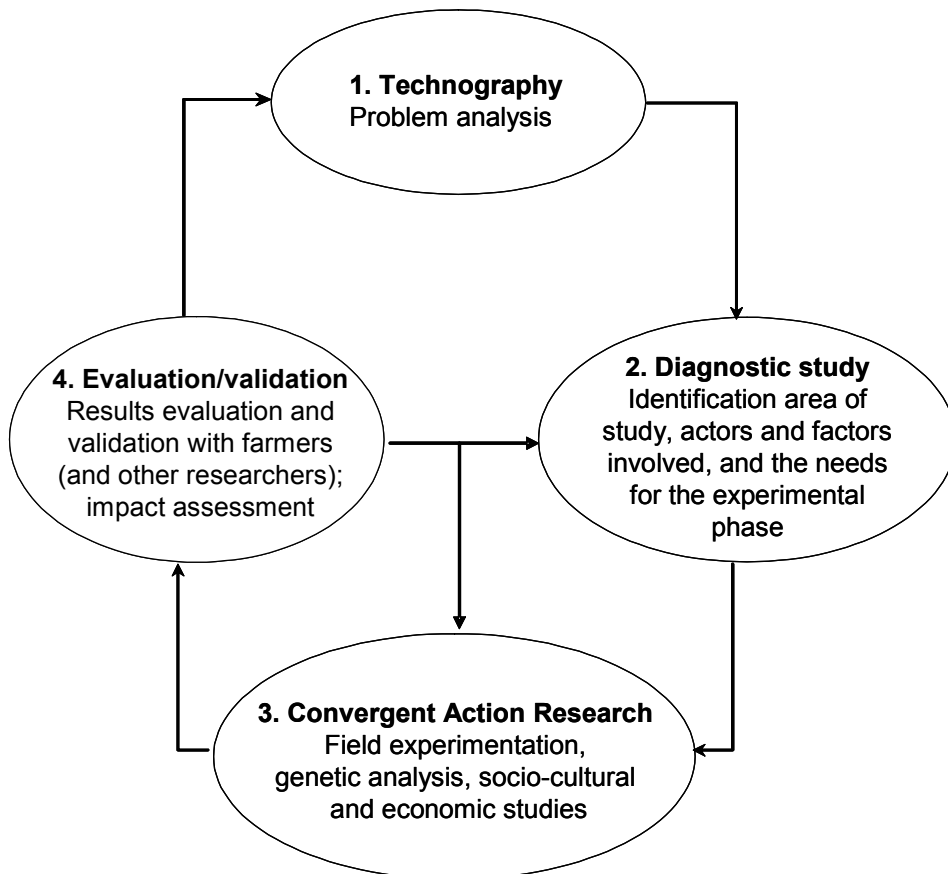 1. Technography
Problem analysis
2. Diagnostic study
Identification area of
study, actors and factors
involved, and the needs
for the experimental
phase
3. Convergent Action Research
Field experimentation,
genetic analysis, socio-cultural
and economic studies
4. Evaluation/validation
Results evaluation and
validation with farmers
(and other researchers);
impact assessment